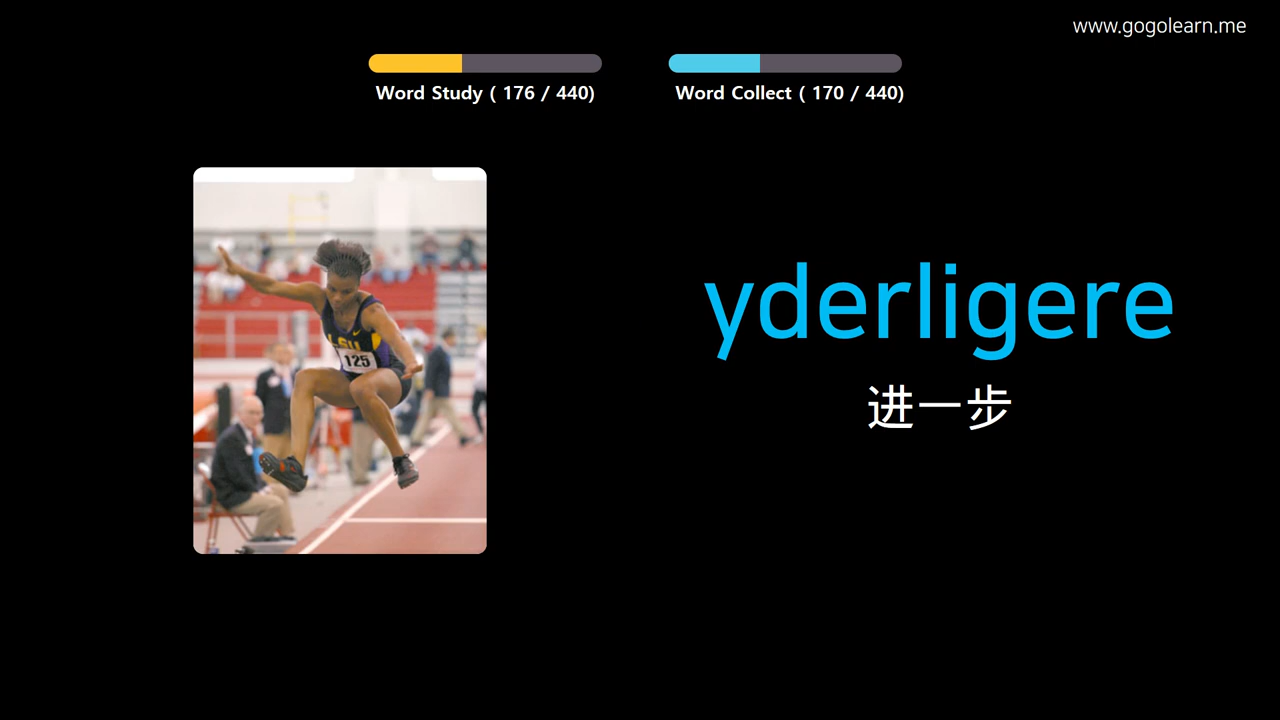 www.gogolearn.me
Word Study ( 176 / 440)
Word Collect ( 170 / 440)
LSU
125
yderligere
进一步